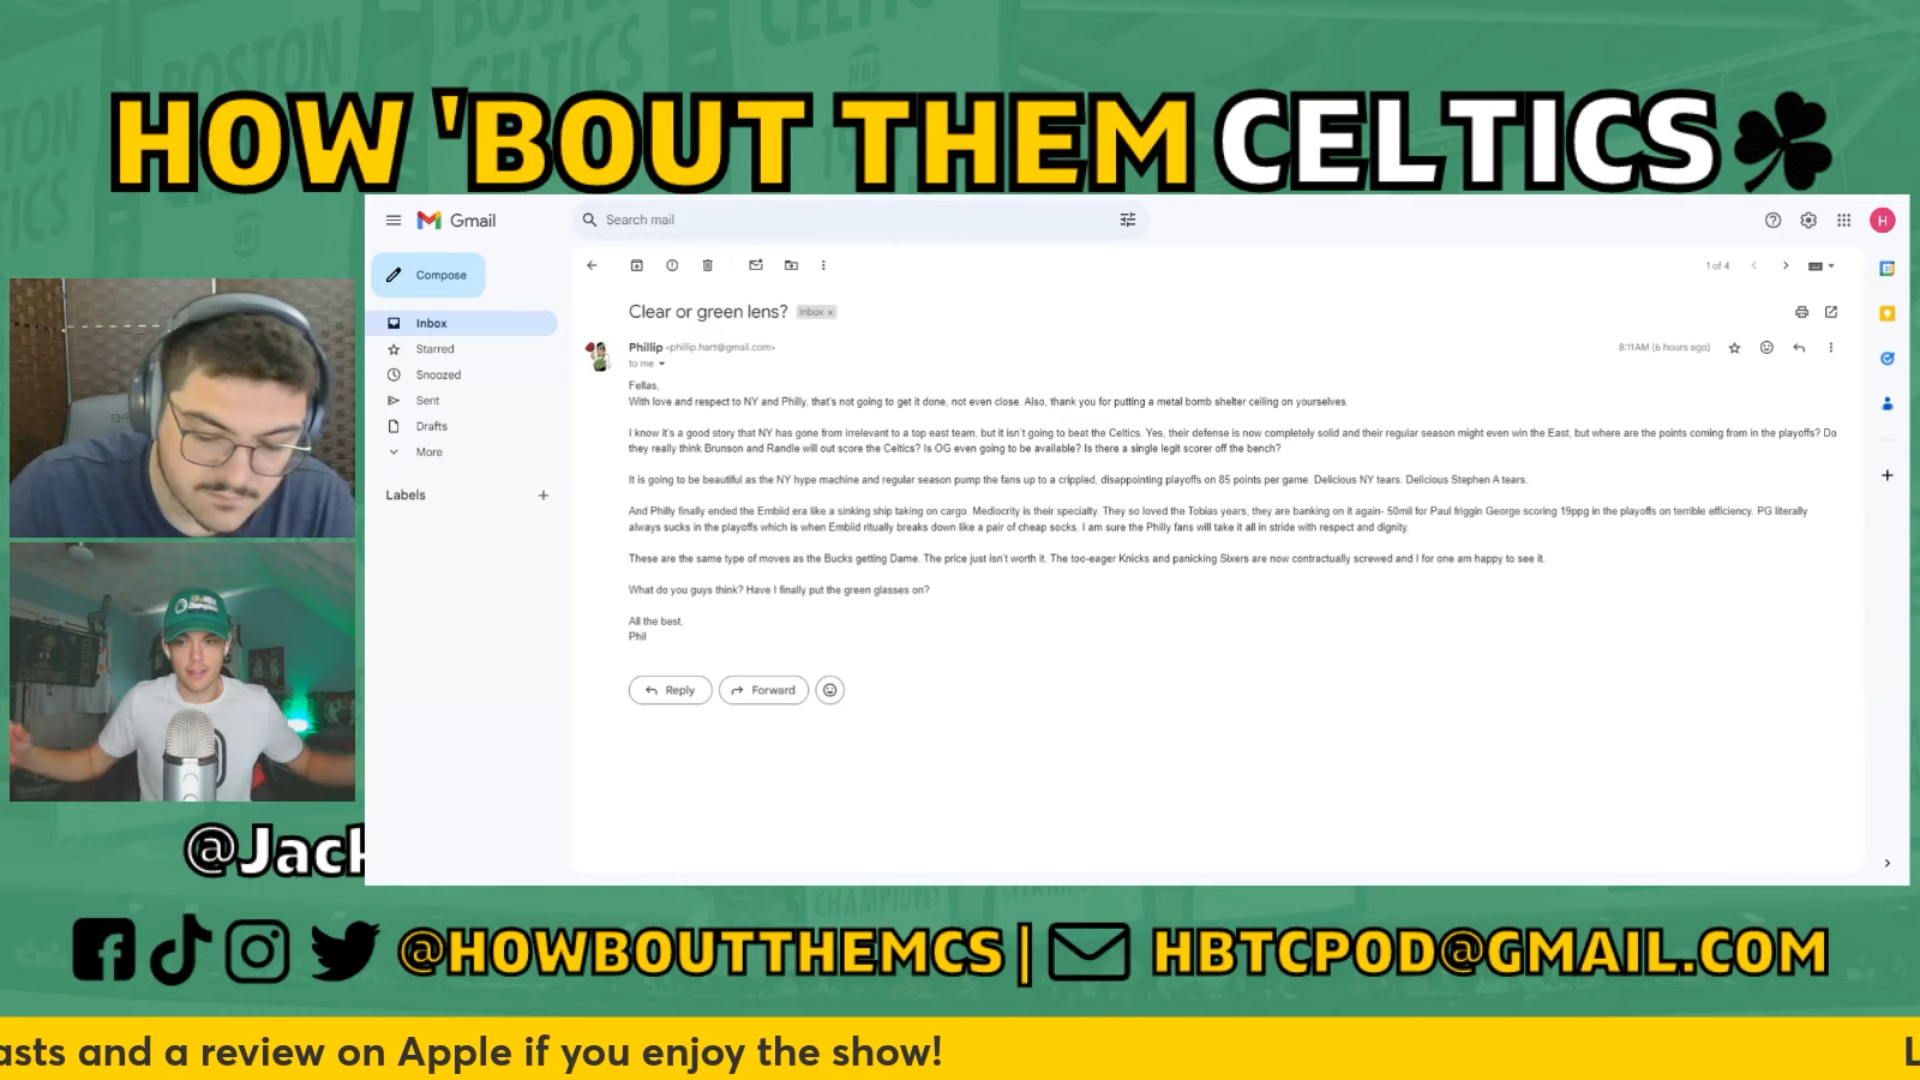 HOW 'BOUT THEM CELTICS
Gmail
Search mail
H
Compose
1 of 4
Inbox
Starred
Snoozed
Sent
Drafts
More
Labels
Clear or green lens? Inbox x
Phillip <phillip.hart@gmail.com>
8:11AM (6 hours ago)
to me
Fellas,
With love and respect to NY and Philly, that's not going to get it done, not even close. Also, thank you for putting a metal bomb shelter ceiling on yourselves.
I know it's a good story that NY has gone from irrelevant to a top east team, but it isn't going to beat the Celtics. Yes, their defense is now completely solid and their regular season might even win the East, but where are the points coming from in the playoffs? Do
they really think Brunson and Randle will out score the Celtics? Is OG even going to be available? Is there a single legit scorer off the bench?
It is going to be beautiful as the NY hype machine and regular season pump the fans up to a crippled, disappointing playoffs on 85 points per game. Delicious NY tears. Delicious Stephen A tears.
And Philly finally ended the Embiid era like a sinking ship taking on cargo. Mediocrity is their specialty. They so loved the Tobias years, they are banking on it again- 50mil for Paul friggin George scoring 19ppg in the playoffs on terrible efficiency. PG literally
always sucks in the playoffs which is when Embiid ritually breaks down like a pair of cheap socks. I am sure the Philly fans will take it all in stride with respect and dignity.
These are the same type of moves as the Bucks getting Dame. The price just isn't worth it. The too-eager Knicks and panicking Sixers are now contractually screwed and I for one am happy to see it.
What do you guys think? Have I finally put the green glasses on?
All the best,
Phil
Reply
Forward
@Jack
@HOWBOUTTHEMCS | HBTCPOD@GMAIL.COM
asts and a review on Apple if you enjoy the show!
L
BOSTON
CELTICS
BOSTON
CELTICS
CELTICS
NBA
CHAMPIONS